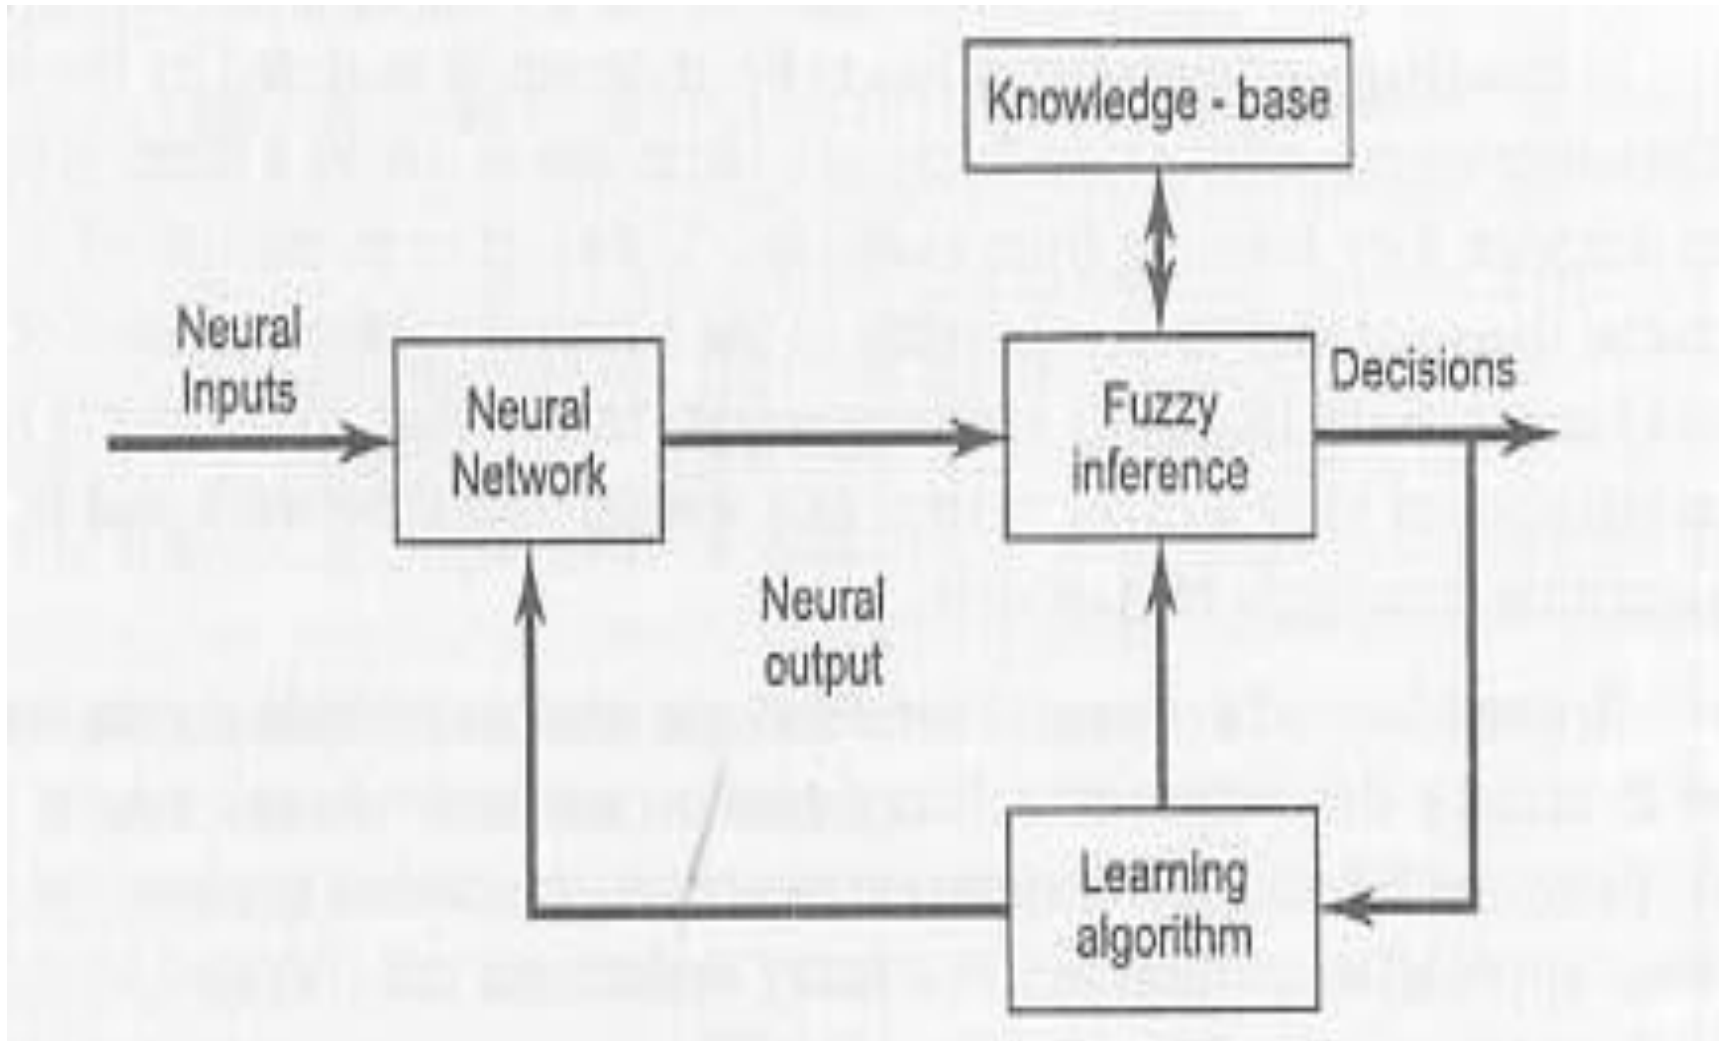 Knowledge - base
Neural
Inputs
Neural
Network
Fuzzy
inference
Decisions
Neural
output
Learning
algorithm